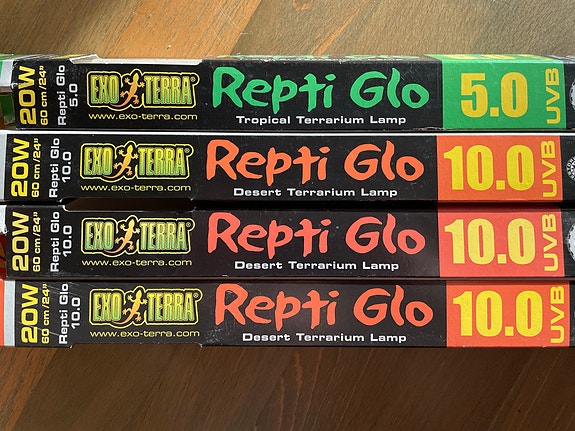 20W
60 cm/24"
Repti Glo
5.0
EXO TERRA®
www.exo-terra.com
Repti Glo
Tropical Terrarium Lamp
5.0
UVB
20W
60 cm/24"
Repti Glo
10.0
EXO TERRA®
www.exo-terra.com
Repti Glo
Desert Terrarium Lamp
10.0
UVB
20W
60 cm/24"
Repti Glo
10.0
EXO TERRA®
www.exo-terra.com
Repti Glo
Desert Terrarium Lamp
10.0
UVB
20W
60 cm/24"
Repti Glo
10.0
EXO TERRA®
www.exo-terra.com
Repti Glo
Desert Terrarium Lamp
10.0
UVB